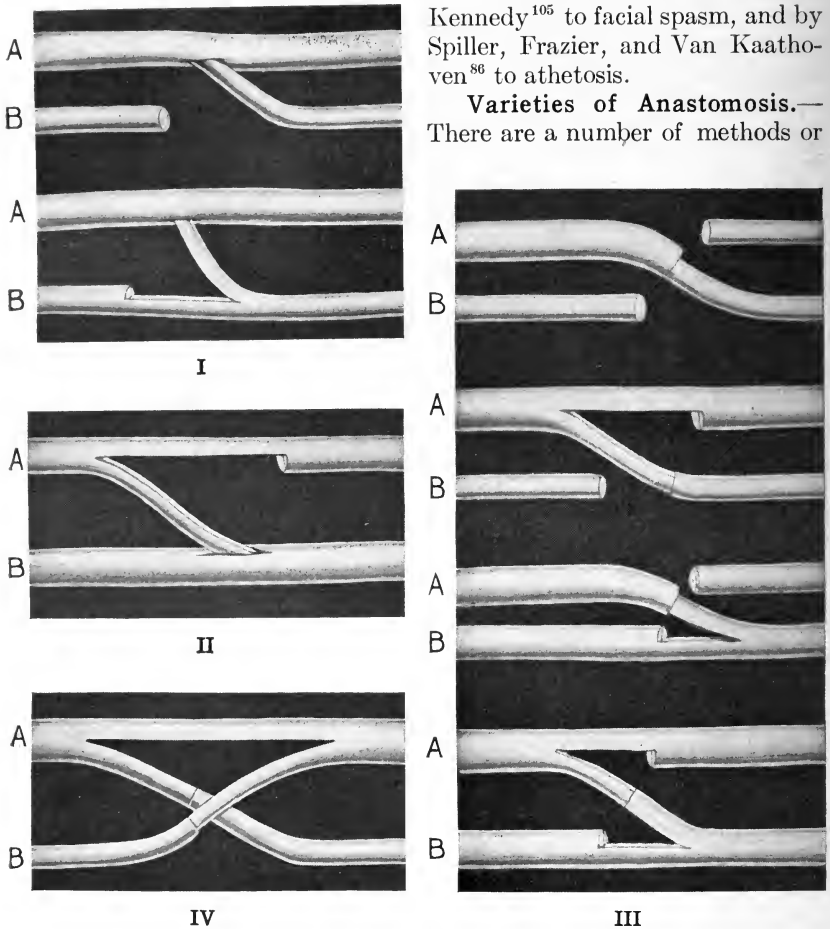 Kennedy¹⁰⁵ to facial spasm, and by
Spiller, Frazier, and Van Kaatho-
ven⁸⁶ to athetosis.
Varieties of Anastomosis.—
There are a number of methods or
A
B
A
B
I
A
B
II
A
B
IV
A
B
A
B
A
B
A
B
III